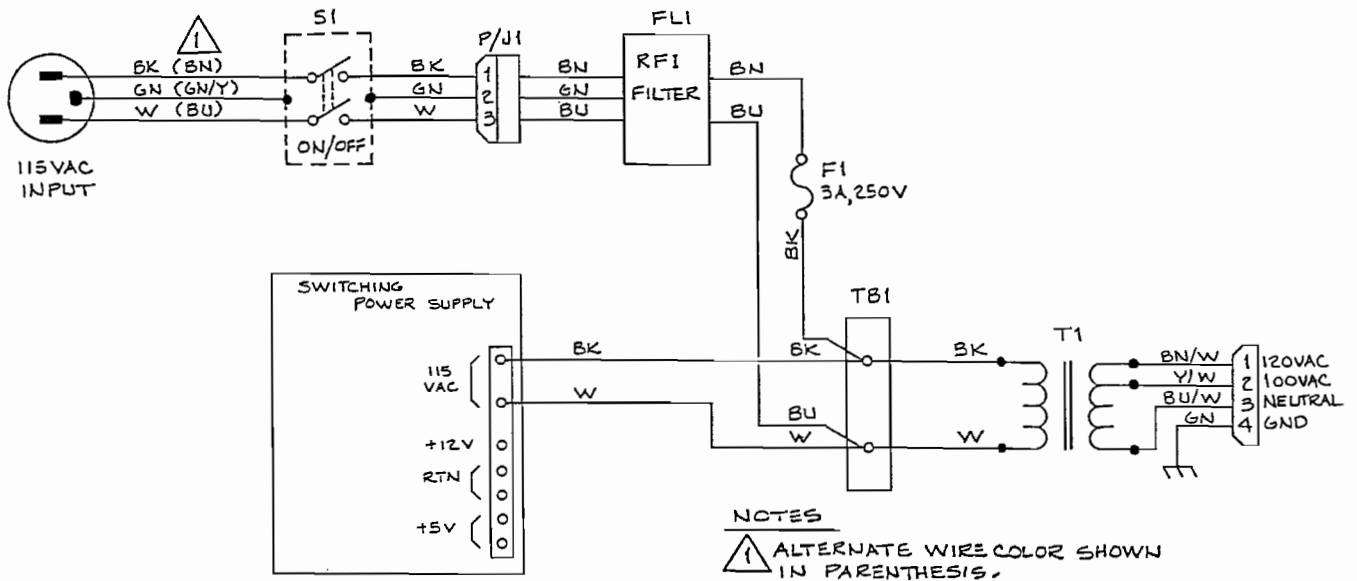 S1
FL1
1
P/J1
BK (BN)
BK
1
BN
RFI
BN
GN (GN/Y)
GN
2
GN
FILTER
W (BU)
W
3
BU
BU
ON/OFF
115VAC
INPUT
F1
3A, 250V
BK
SWITCHING
POWER SUPPLY
TB1
T1
115
VAC
BK
BK
BK
BN/W
1
120VAC
Y/W
2
100VAC
W
BU
BU/W
3
NEUTRAL
W
W
GN
4
GND
+12V
RTN
+5V
NOTES
1 ALTERNATE WIRE COLOR SHOWN
IN PARENTHESIS.